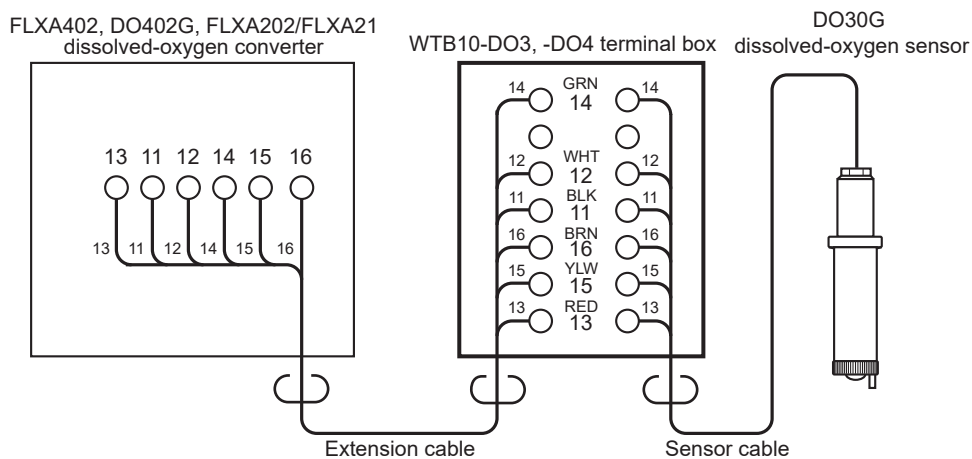 FLXA402, DO402G, FLXA202/FLXA21
dissolved-oxygen converter
WTB10-DO3, -DO4 terminal box
DO30G
dissolved-oxygen sensor
13 11 12 14 15 16
13 11 12 14 15 16
14 GRN 14
14
12 WHT 12
12
11 BLK 11
11
16 BRN 16
16
15 YLW 15
15
13 RED 13
13
Extension cable
Sensor cable